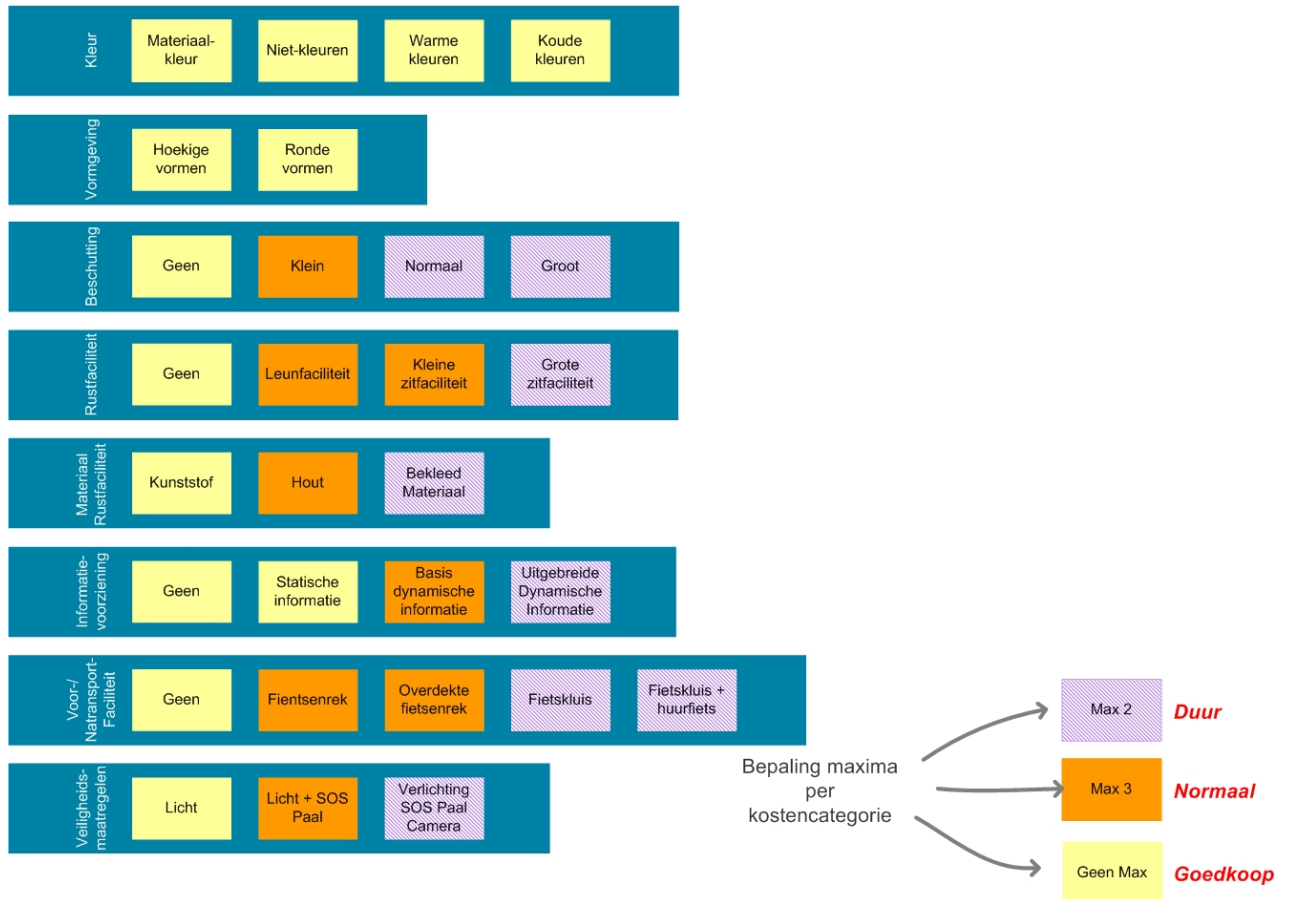 Kleur
Materiaal-
kleur
Niet-kleuren
Warme
kleuren
Koude
kleuren
Vormgeving
Hoekige
vormen
Ronde
vormen
Beschutting
Geen
Klein
Normaal
Groot
Rustfaciliteit
Geen
Leunfaciliteit
Kleine
zitfaciliteit
Grote
zitfaciliteit
Materiaal
Rustfaciliteit
Kunststof
Hout
Bekleed
Materiaal
Informatie-
voorziening
Geen
Statische
informatie
Basis
dynamische
informatie
Uitgebreide
Dynamische
Informatie
Voor-/
Natransport-
Faciliteit
Geen
Fientsenrek
Overdekte
fietsenrek
Fietskluis
Fietskluis +
huurfiets
Veiligheids-
maatregelen
Licht
Licht + SOS
Paal
Verlichting
SOS Paal
Camera
Bepaling maxima
per
kostencategorie
Max 2
Duur
Max 3
Normaal
Geen Max
Goedkoop